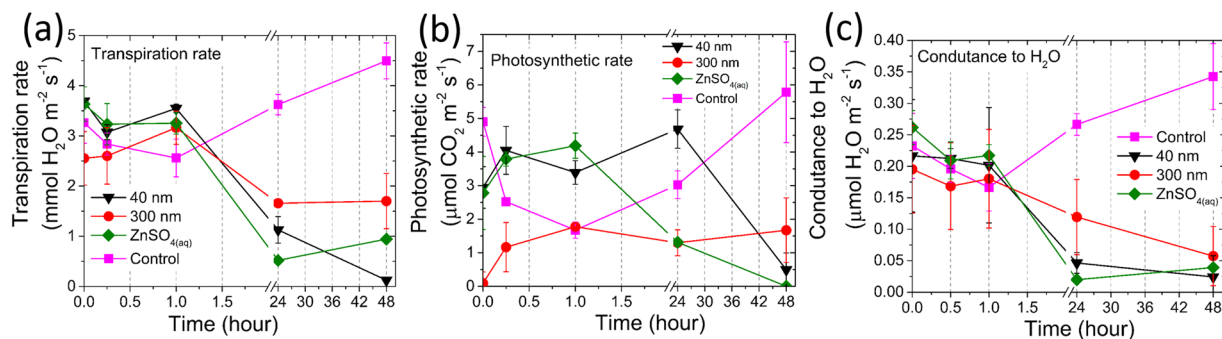 (a)
Transpiration rate
Transpiration rate
(mmol H2O m-2 s-1)
5
4
3
2
1
0
40 nm
300 nm
ZnSO4(aq)
Control
0.0 0.5 1.0 1.5 24 30 36 42 48
Time (hour)
(b)
Photosynthetic rate
Photosynthetic rate
(µmol CO2 m-2 s-1)
7
6
5
4
3
2
1
0
40 nm
300 nm
ZnSO4(aq)
Control
0.0 0.5 1.0 1.5 24 30 36 42 48
Time (hour)
(c)
Condutance to H2O
Condutance to H2O
(µmol H2O m-2 s-1)
0.40
0.35
0.30
0.25
0.20
0.15
0.10
0.05
0.00
Control
40 nm
300 nm
ZnSO4(aq)
0.0 0.5 1.0 1.5 24 30 36 42 48
Time (hour)